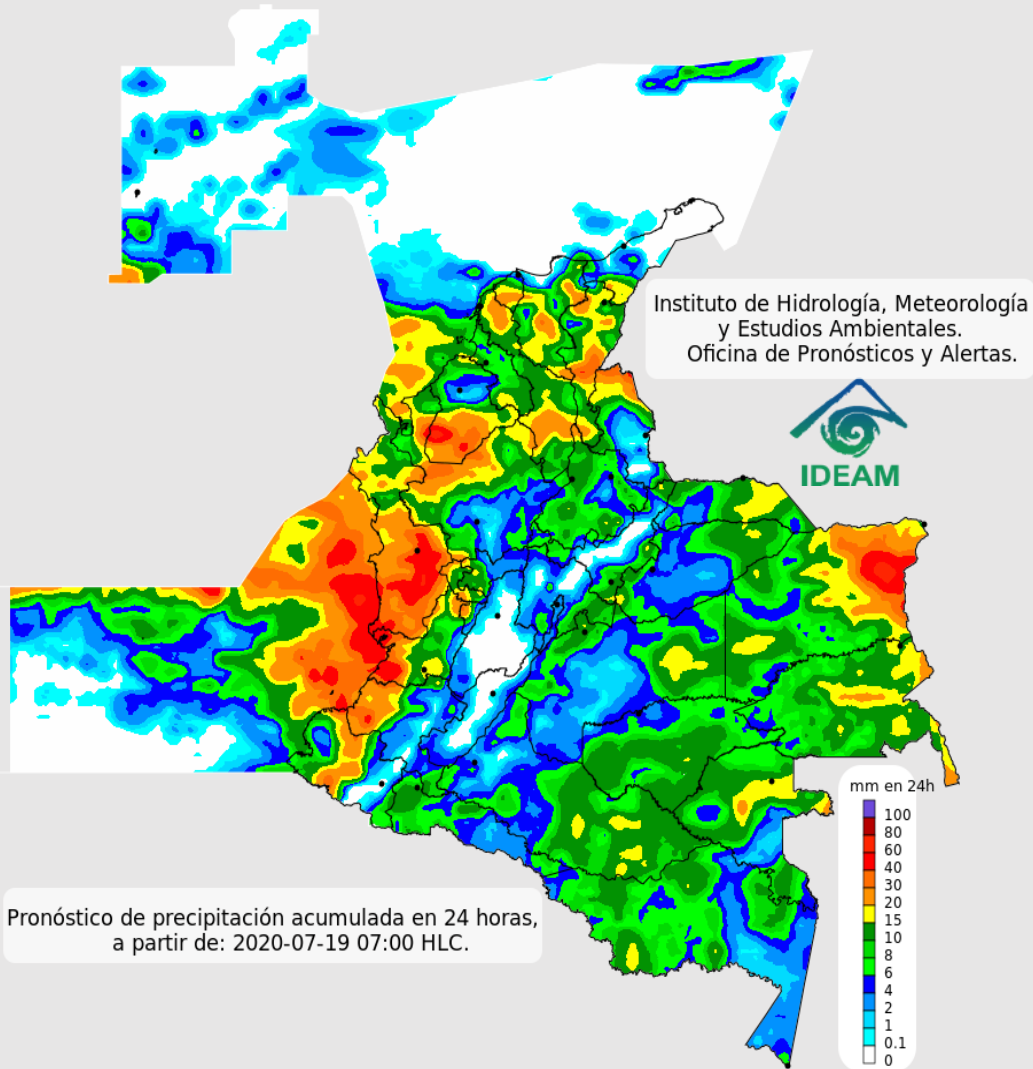 Instituto de Hidrología, Meteorología
y Estudios Ambientales.
Oficina de Pronósticos y Alertas.
IDEAM
mm en 24h
100
80
60
40
30
20
15
10
8
6
4
2
1
0.1
0
Pronóstico de precipitación acumulada en 24 horas,
a partir de: 2020-07-19 07:00 HLC.